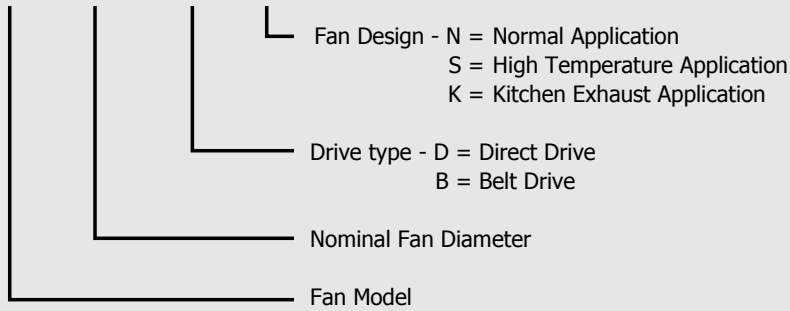 Fan Design - N = Normal Application
S = High Temperature Application
K = Kitchen Exhaust Application
Drive type - D = Direct Drive
B = Belt Drive
Nominal Fan Diameter
Fan Model